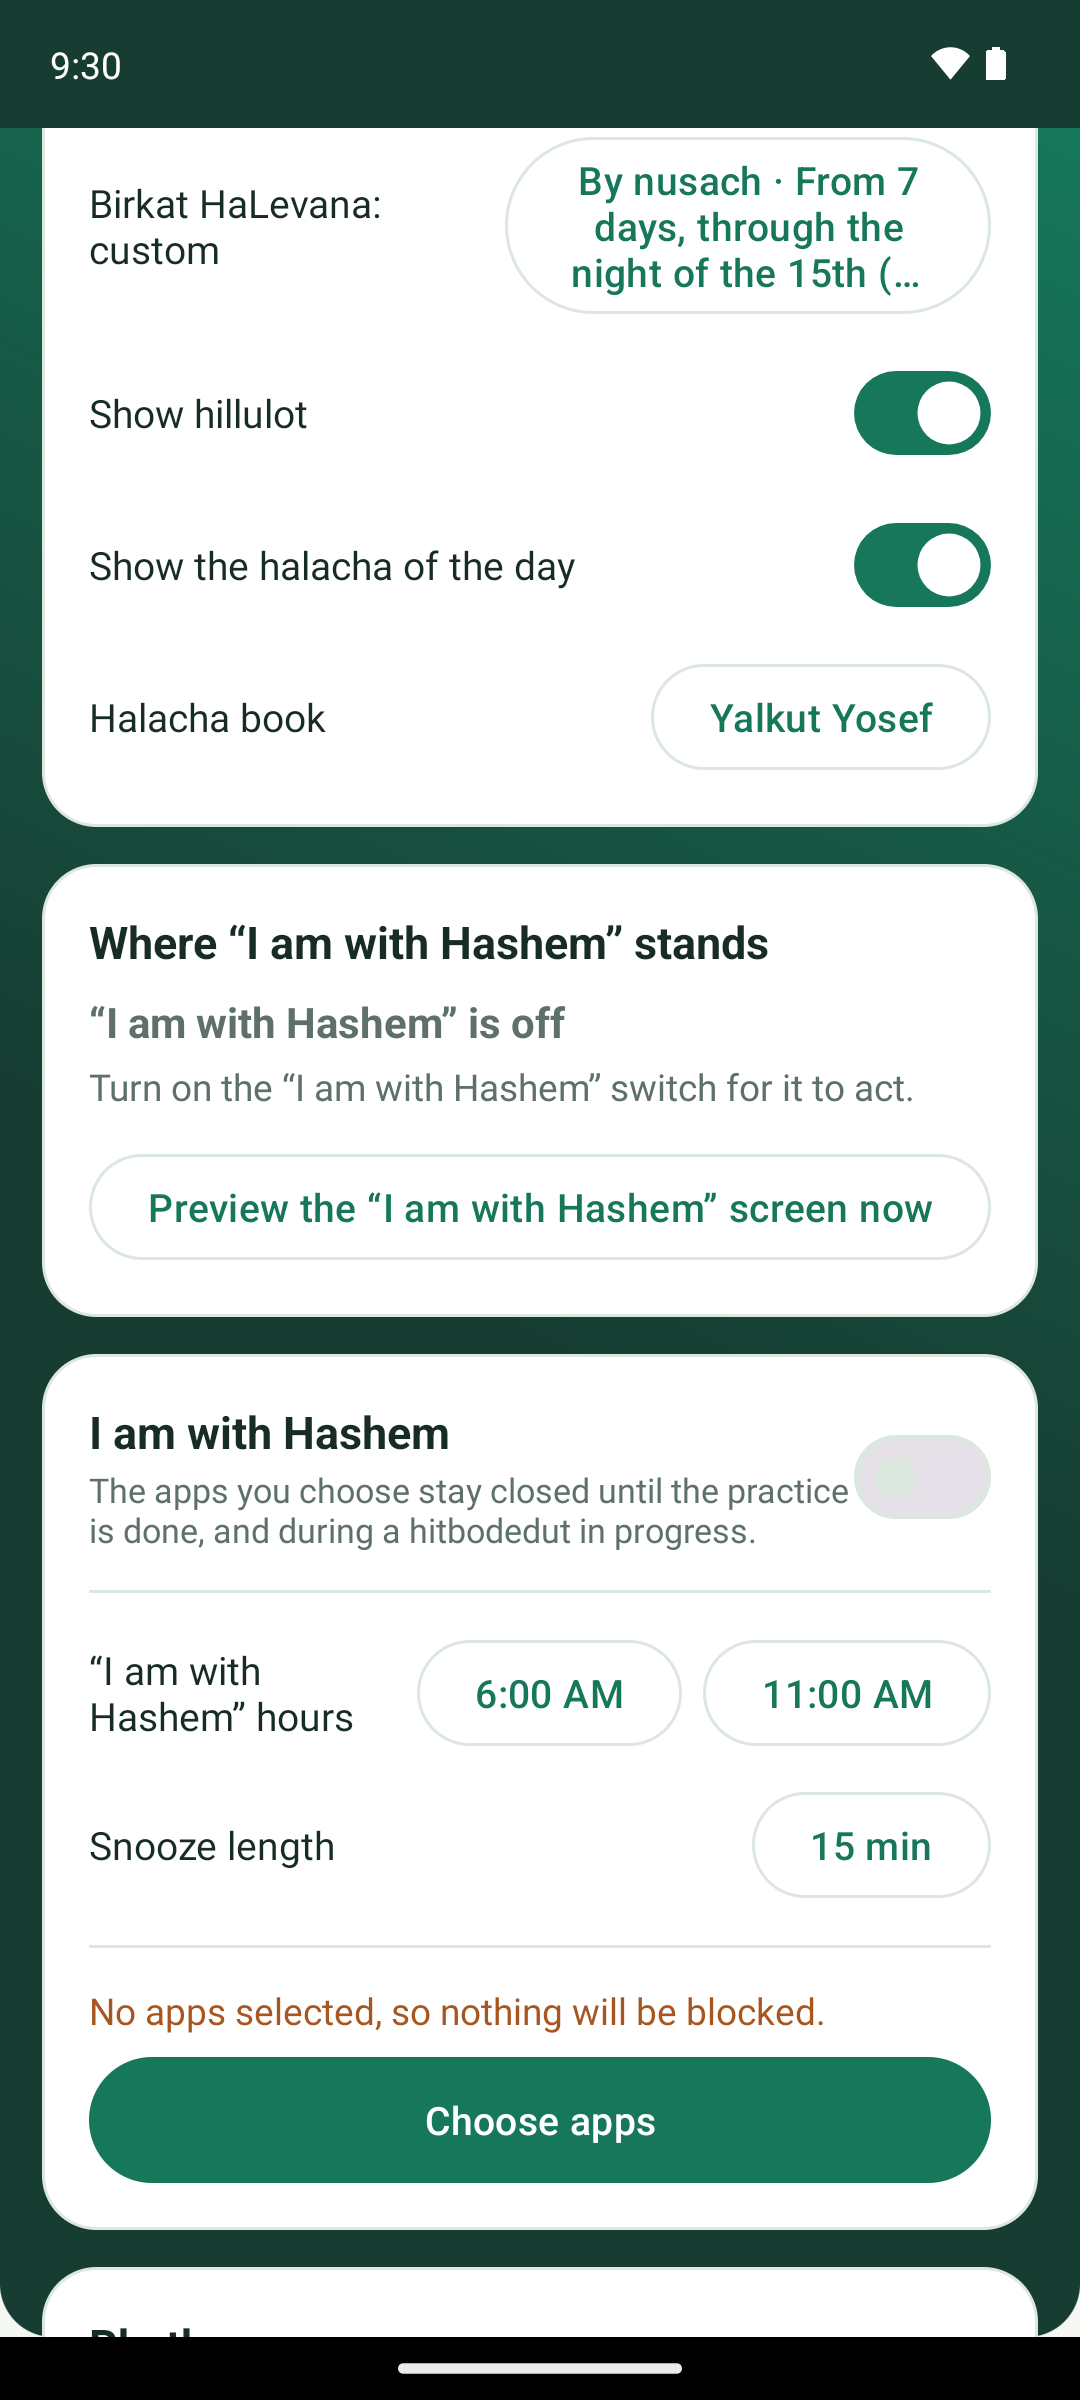 9:30
Birkat HaLevana:
custom
By nusach · From 7
days, through the
night of the 15th (…
Show hillulot
Show the halacha of the day
Halacha book
Yalkut Yosef
Where “I am with Hashem” stands
“I am with Hashem” is off
Turn on the “I am with Hashem” switch for it to act.
Preview the “I am with Hashem” screen now
I am with Hashem
The apps you choose stay closed until the practice
is done, and during a hitbodedut in progress.
“I am with
Hashem” hours
6:00 AM
11:00 AM
Snooze length
15 min
No apps selected, so nothing will be blocked.
Choose apps